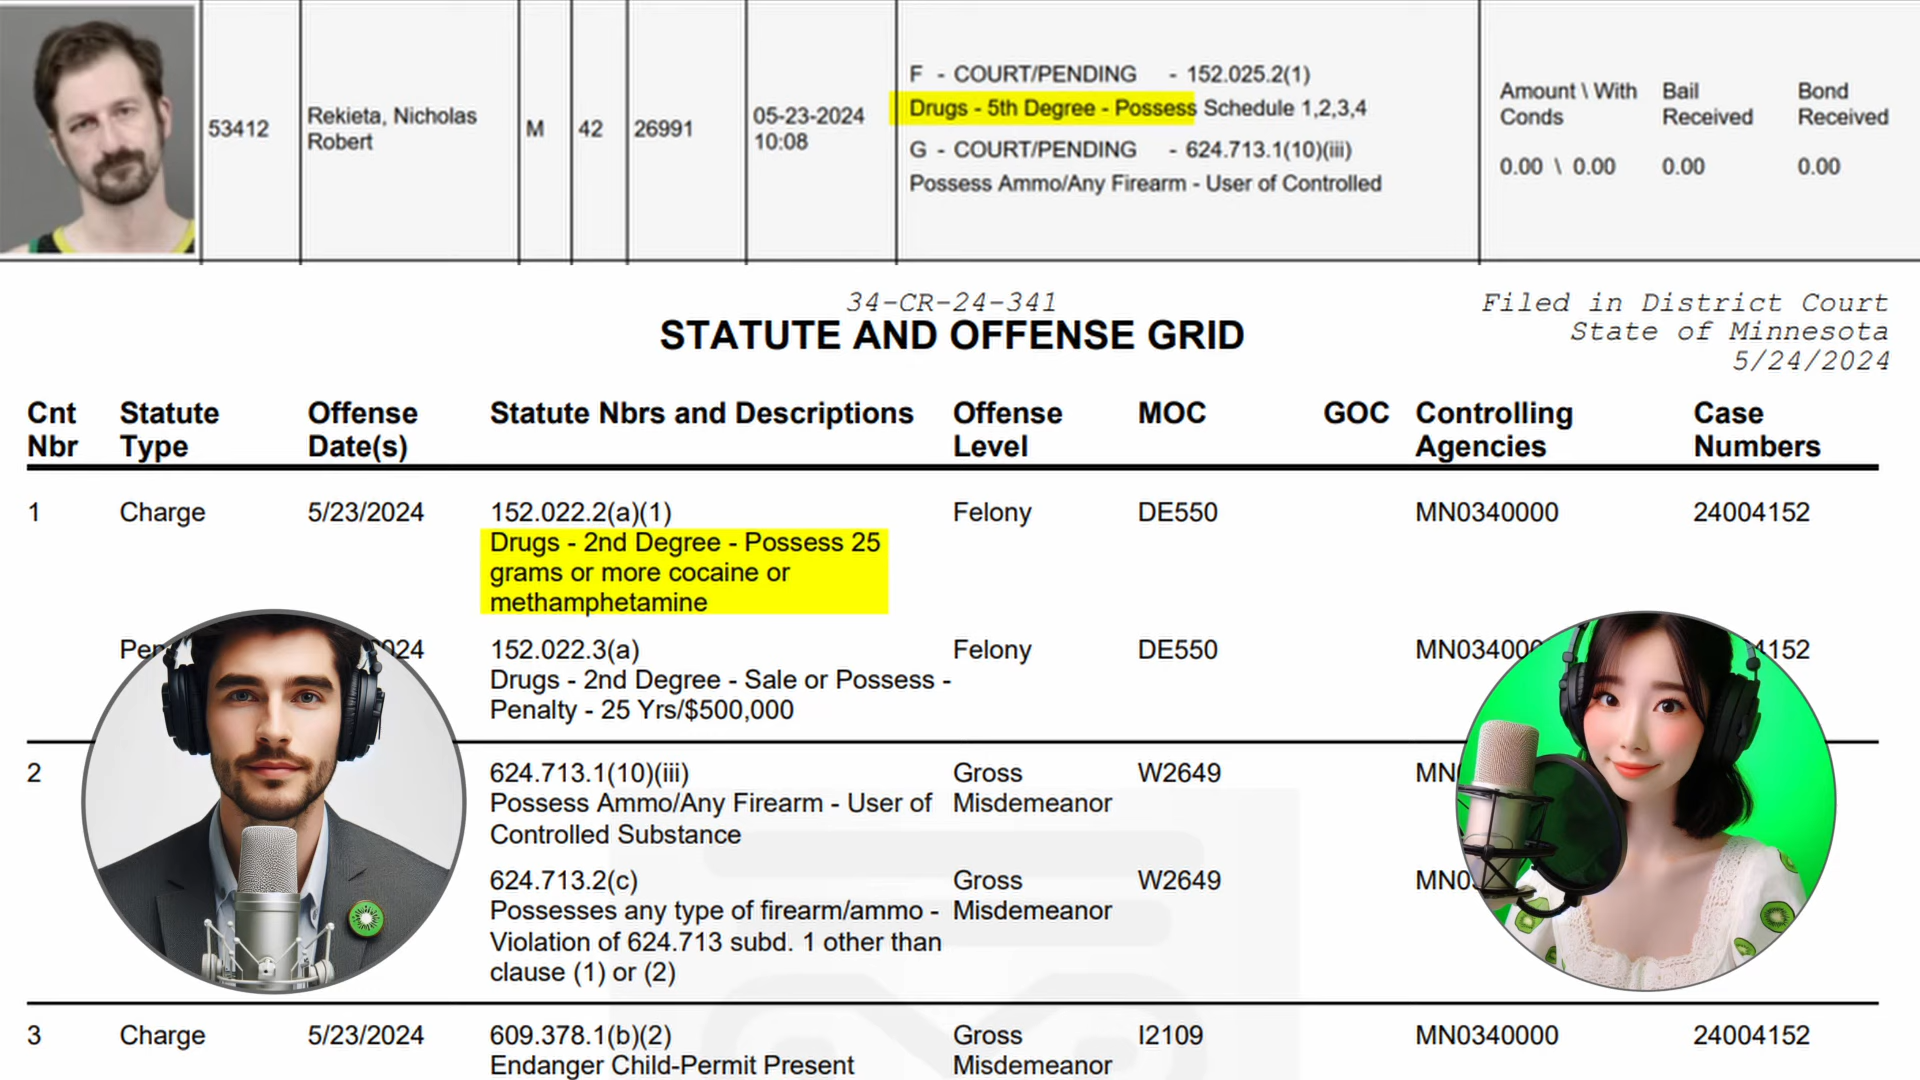 53412
Rekieta, Nicholas
Robert
M
42
26991
05-23-2024
10:08
F - COURT/PENDING - 152.025.2(1)
Drugs - 5th Degree - Possess Schedule 1,2,3,4
G - COURT/PENDING - 624.713.1(10)(iii)
Possess Ammo/Any Firearm - User of Controlled
Amount \ With
Conds
0.00 \ 0.00
Bail
Received
0.00
Bond
Received
0.00
34-CR-24-341
STATUTE AND OFFENSE GRID
Filed in District Court
State of Minnesota
5/24/2024
Cnt
Nbr
Statute
Type
Offense
Date(s)
Statute Nbrs and Descriptions
Offense
Level
MOC
GOC
Controlling
Agencies
Case
Numbers
1 Charge 5/23/2024 152.022.2(a)(1) Felony DE550 MN0340000 24004152
Drugs - 2nd Degree - Possess 25
grams or more cocaine or
methamphetamine
152.022.3(a) Felony DE550
Drugs - 2nd Degree - Sale or Possess -
Penalty - 25 Yrs/$500,000
2 624.713.1(10)(iii) Gross W2649
Possess Ammo/Any Firearm - User of Misdemeanor
Controlled Substance
624.713.2(c) Gross W2649
Possesses any type of firearm/ammo - Misdemeanor
Violation of 624.713 subd. 1 other than
clause (1) or (2)
3 Charge 5/23/2024 609.378.1(b)(2) Gross I2109 MN0340000 24004152
Endanger Child-Permit Present Misdemeanor